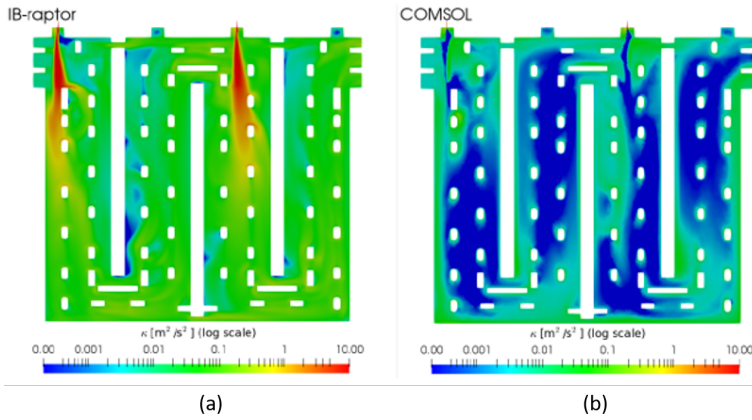 IB-raptor
COMSOL
κ [m²/s²] (log scale)
0.00 0.001 0.01 0.1 1 10.00
κ [m²/s²] (log scale)
0.00 0.001 0.01 0.1 1 10.00
(a)
(b)